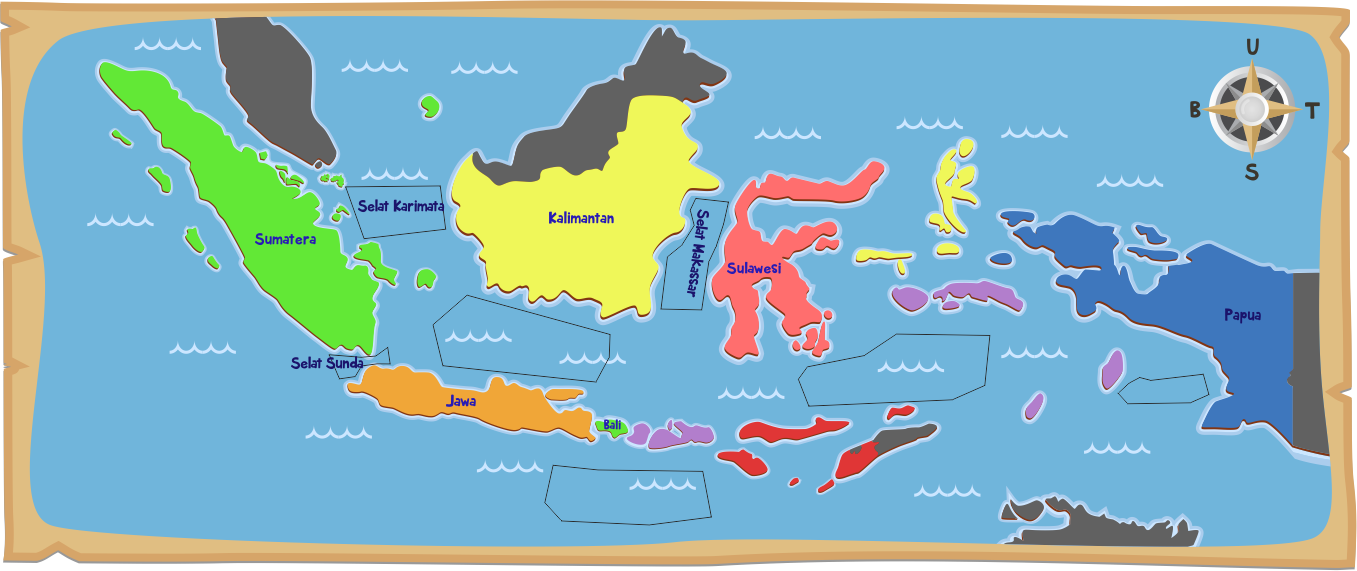 U
B
T
S
Selat Karimata
Kalimantan
Selat Makassar
Sumatera
Sulawesi
Papua
Selat Sunda
Jawa
Bali